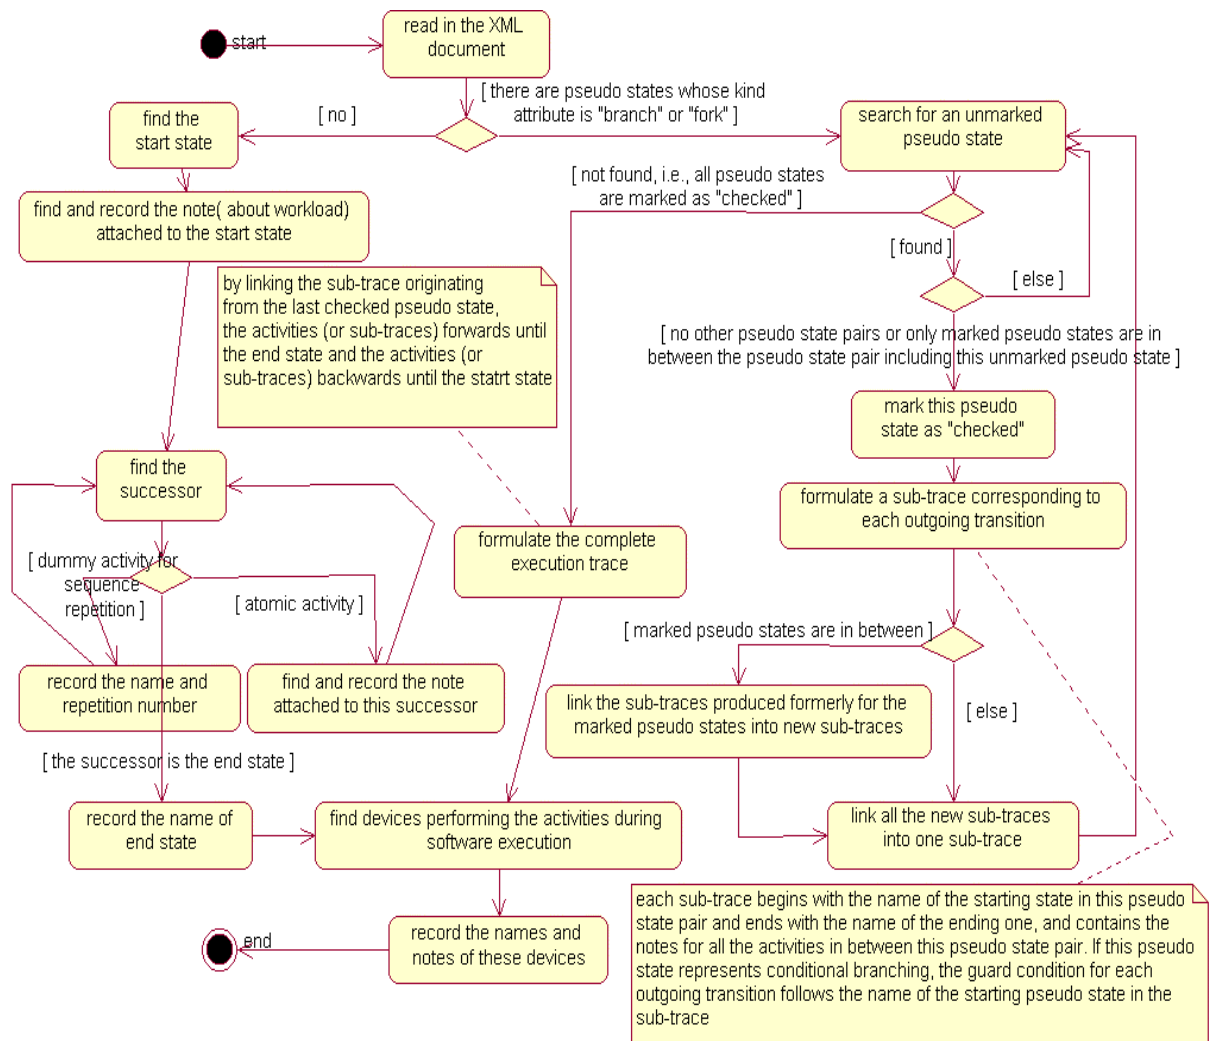 start
read in the XML
document
[ there are pseudo states whose kind
attribute is "branch" or "fork" ]
[ no ]
find the
start state
search for an unmarked
pseudo state
[ not found, i.e., all pseudo states
are marked as "checked" ]
find and record the note( about workload)
attached to the start state
[ found ]
[ else ]
by linking the sub-trace originating
from the last checked pseudo state,
the activities (or sub-traces) forwards until
the end state and the activities (or
sub-traces) backwards until the statrt state
[ no other pseudo state pairs or only marked pseudo states are in
between the pseudo state pair including this unmarked pseudo state ]
mark this pseudo
state as "checked"
find the
successor
formulate a sub-trace corresponding to
each outgoing transition
formulate the complete
execution trace
[ dummy activity for
sequence
repetition ]
[ atomic activity ]
[ marked pseudo states are in between ]
record the name and
repetition number
find and record the note
attached to this successor
link the sub-traces produced formerly for the
marked pseudo states into new sub-traces
[ else ]
[ the successor is the end state ]
record the name of
end state
find devices performing the activities during
software execution
link all the new sub-traces
into one sub-trace
each sub-trace begins with the name of the starting state in this pseudo
state pair and ends with the name of the ending one, and contains the
notes for all the activities in between this pseudo state pair. If this pseudo
state represents conditional branching, the guard condition for each
outgoing transition follows the name of the starting pseudo state in the
sub-trace
record the names and
notes of these devices
end